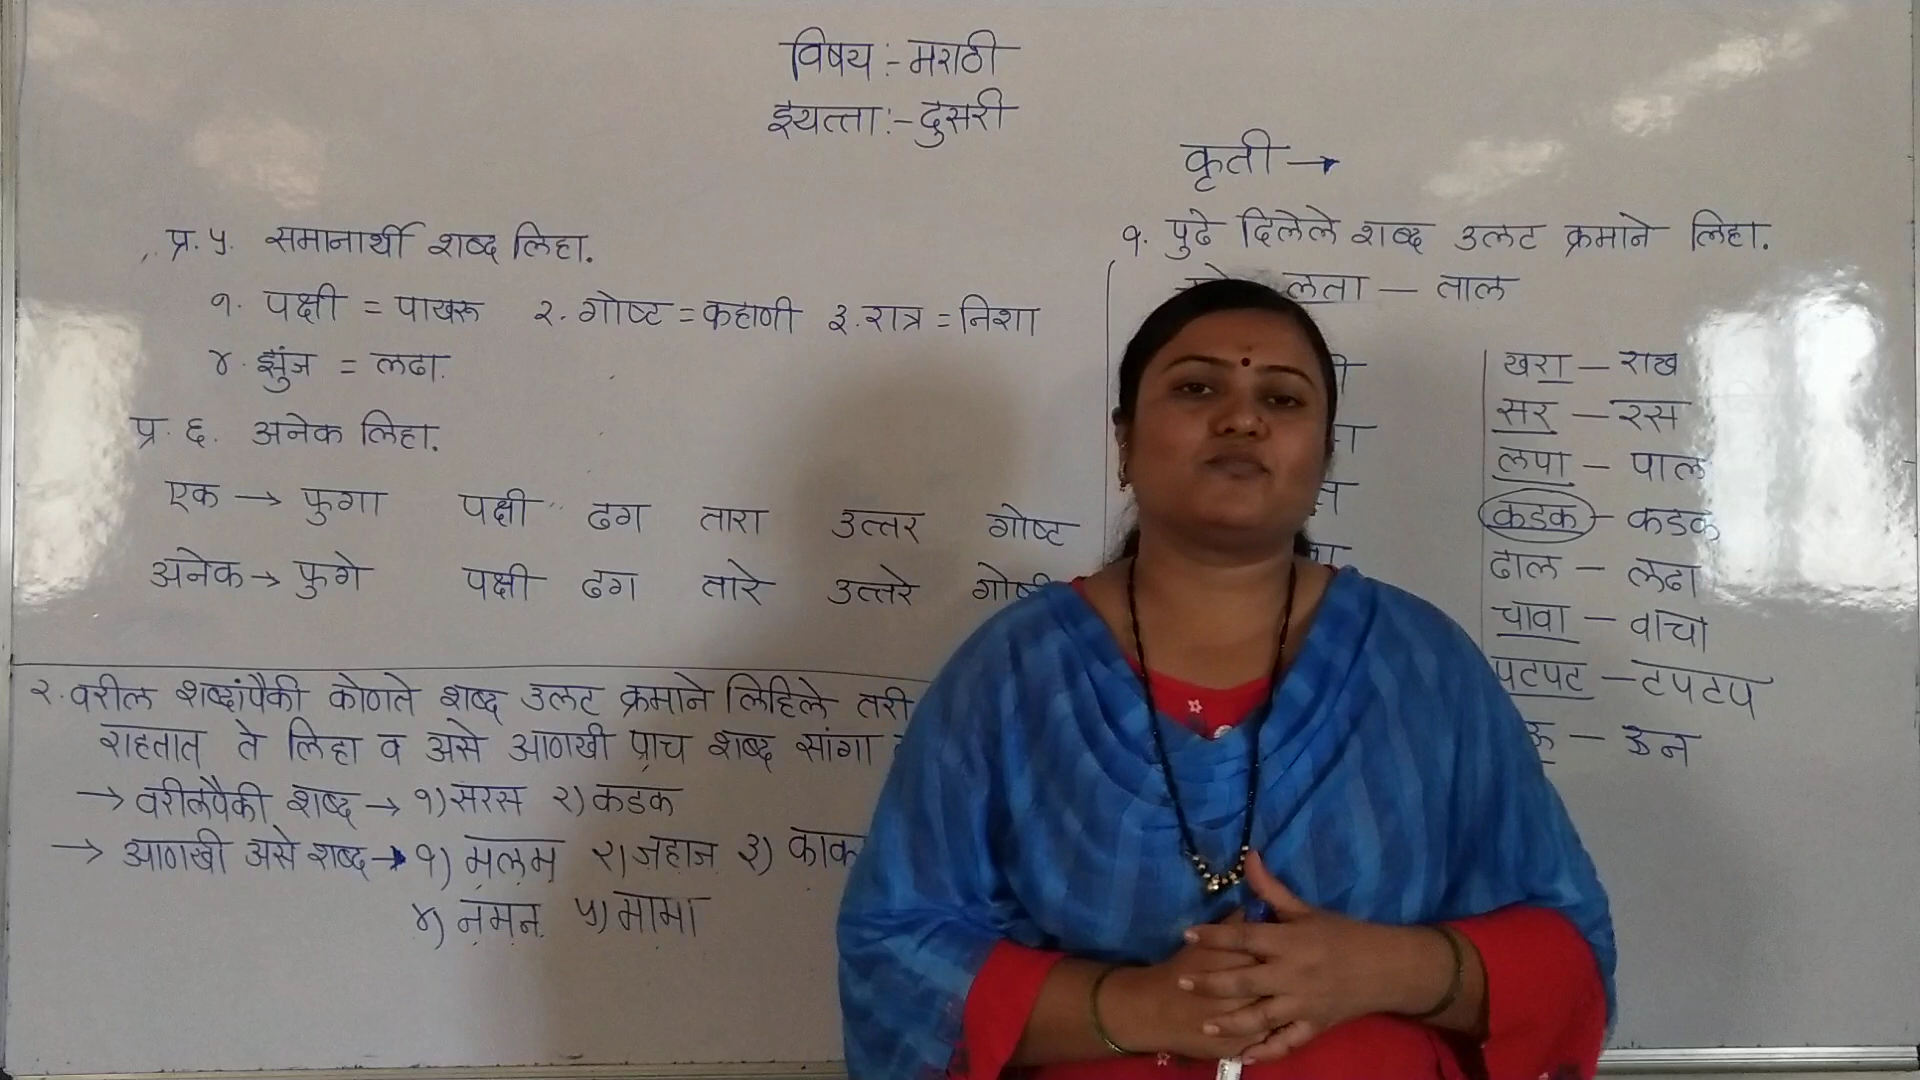 विषय :- मराठी
इयत्ता :- दुसरी
प्र. ५. समानार्थी शब्द लिहा.
१. पक्षी = पाखरू २. गोष्ट = कहाणी ३. रात्र = निशा
४. झुंज = लढा.
प्र. ६. अनेक लिहा.
एक → फुगा पक्षी ढग तारा उत्तर गोष्ट
अनेक → फुगे पक्षी ढग तारे उत्तरे
२. वरील शब्दांपैकी कोणते शब्द उलट क्रमाने लिहिले तरी
राहतात ते लिहा व असे आणखी पाच शब्द सांगा
→ वरीलपैकी शब्द → १) सरस २) कडक
→ आणखी असे शब्द → १) मलम २) जहाज ३)
४) नमन ५) मामा
कृती →
१. पुढे दिलेले शब्द उलट क्रमाने लिहा.
लता – ताल
खरा – राख
सर – रस
लपा – पाल
कडक – कडक
ढाल – लढा
चावा – वाचा
पटपट – टपटप
– ऊन